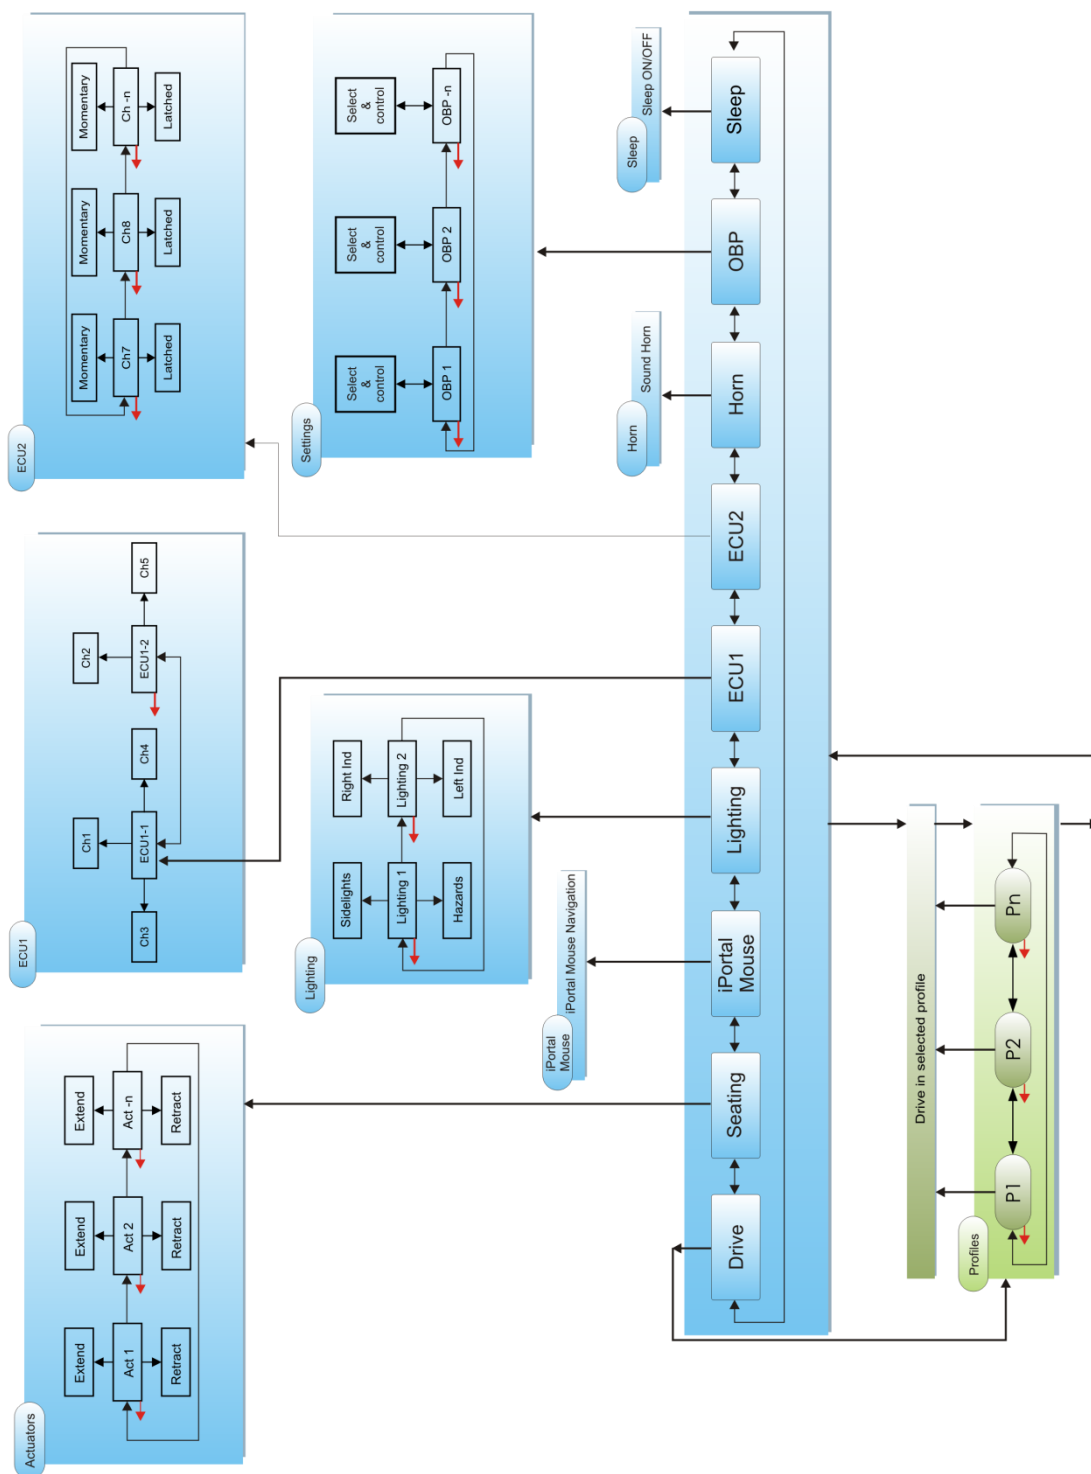 Actuators
Extend
Extend
Extend
Act 1
Act 2
Act -n
Retract
Retract
Retract
ECU1
Ch1
Ch2
Ch3
ECU1-1
Ch4
ECU1-2
Ch5
ECU2
Momentary
Momentary
Momentary
Ch7
Ch8
Ch -n
Latched
Latched
Latched
Lighting
Sidelights
Right Ind
Lighting 1
Lighting 2
Hazards
Left Ind
Settings
Select
&
control
Select
&
control
Select
&
control
OBP 1
OBP 2
OBP -n
iPortal
Mouse
iPortal Mouse Navigation
Horn
Sound Horn
Sleep
Sleep ON/OFF
Drive
Seating
iPortal
Mouse
Lighting
ECU1
ECU2
Horn
OBP
Sleep
Drive in selected profile
Profiles
P1
P2
Pn